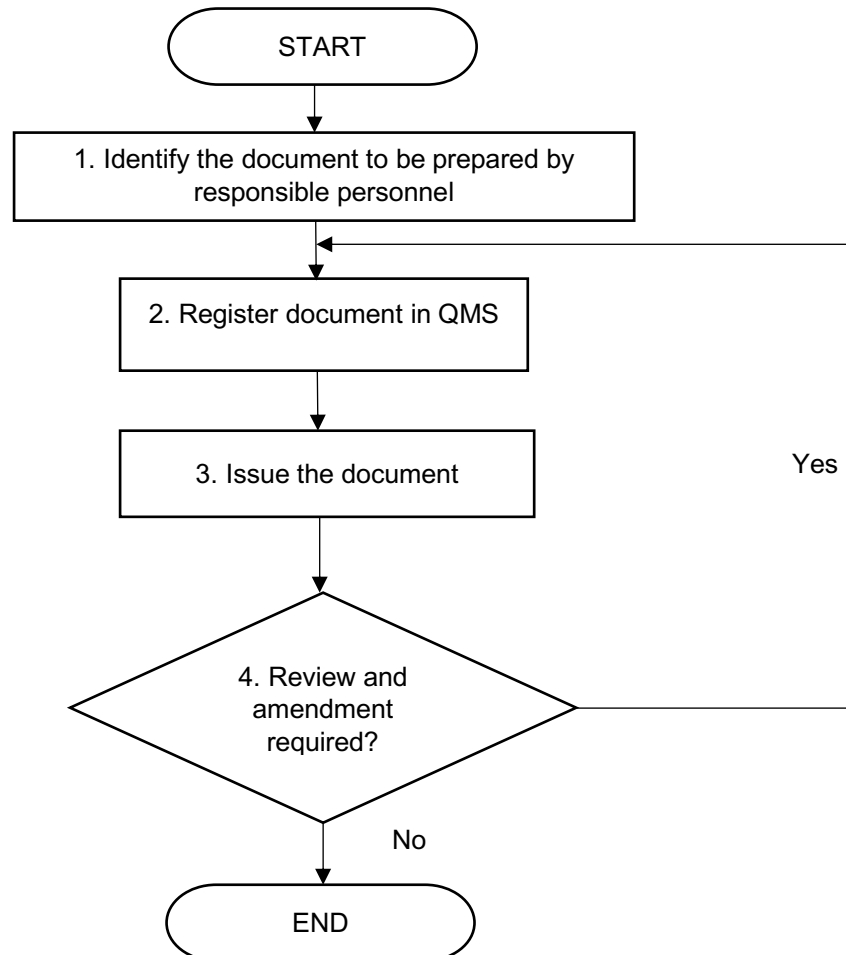 START
1. Identify the document to be prepared by
responsible personnel
2. Register document in QMS
3. Issue the document
Yes
4. Review and
amendment
required?
No
END